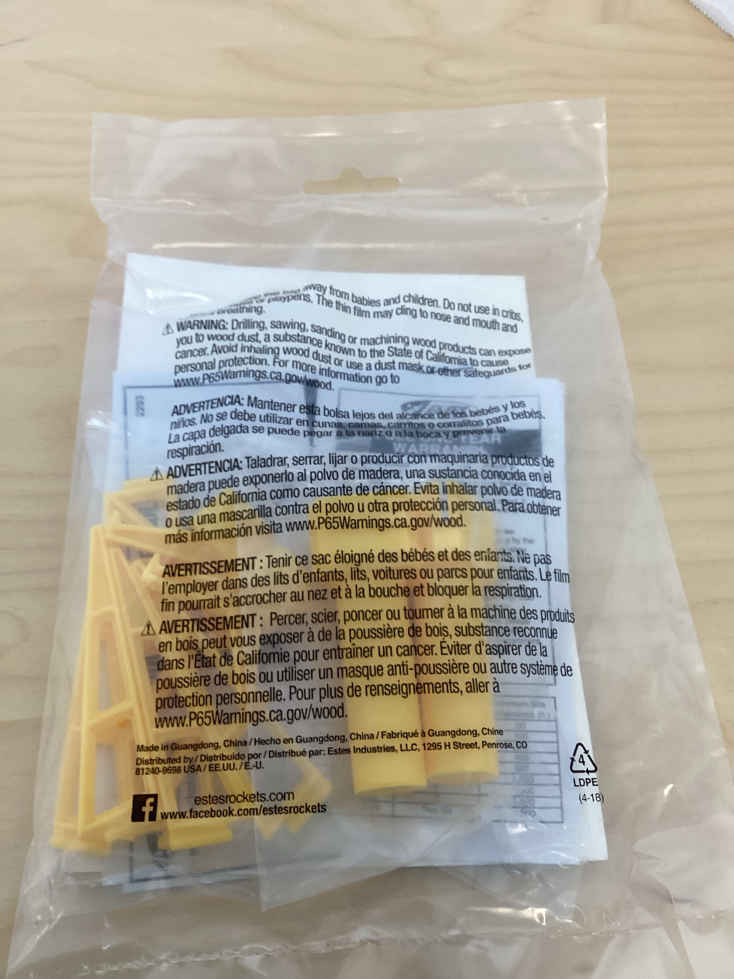 away from babies and children. Do not use in cribs,
or playpens. The thin film may cling to nose and mouth and
breathing.
⚠ WARNING: Drilling, sawing, sanding or machining wood products can expose
you to wood dust, a substance known to the State of California to cause
cancer. Avoid inhaling wood dust or use a dust mask or other safeguards for
personal protection. For more information go to
www.P65Warnings.ca.gov/wood.
2203
ADVERTENCIA: Mantener esta bolsa lejos del alcance de los bebés y los
niños. No se debe utilizar en cunas, camas, carritos o corralitos para bebés.
La capa delgada se puede pegar a la nariz o a la boca y prevenir la
respiración.
⚠ ADVERTENCIA: Taladrar, serrar, lijar o producir con maquinaria productos de
madera puede exponerlo al polvo de madera, una sustancia conocida en el
estado de California como causante de cáncer. Evita inhalar polvo de madera
o usa una mascarilla contra el polvo u otra protección personal. Para obtener
más información visita www.P65Warnings.ca.gov/wood.
AVERTISSEMENT : Tenir ce sac éloigné des bébés et des enfants. Ne pas
l'employer dans des lits d'enfants, lits, voitures ou parcs pour enfants. Le film
fin pourrait s'accrocher au nez et à la bouche et bloquer la respiration.
⚠ AVERTISSEMENT : Percer, scier, poncer ou tourner à la machine des produits
en bois peut vous exposer à de la poussière de bois, substance reconnue
dans l'État de Californie pour entraîner un cancer. Éviter d'aspirer de la
poussière de bois ou utiliser un masque anti-poussière ou autre système de
protection personnelle. Pour plus de renseignements, aller à
www.P65Warnings.ca.gov/wood.
Made in Guangdong, China / Hecho en Guangdong, China / Fabriqué à Guangdong, Chine
Distributed by / Distribuido por / Distribué par: Estes Industries, LLC, 1295 H Street, Penrose, CO
81240-9698 USA / EE.UU. / É.-U.
estesrockets.com
f www.facebook.com/estesrockets
4
LDPE
(4-18)